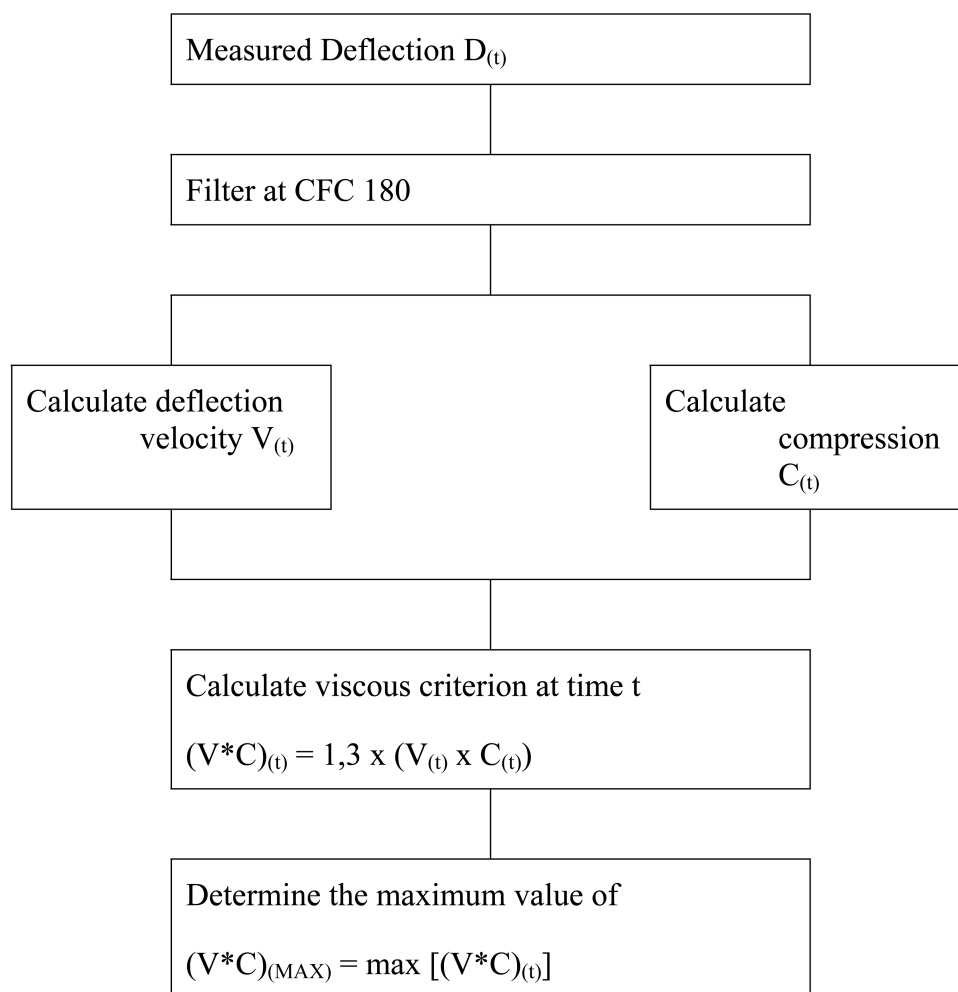 Measured Deflection D(t)
Filter at CFC 180
Calculate deflection
velocity V(t)
Calculate
compression
C(t)
Calculate viscous criterion at time t
(V*C)(t) = 1,3 x (V(t) x C(t))
Determine the maximum value of
(V*C)(MAX) = max [(V*C)(t)]